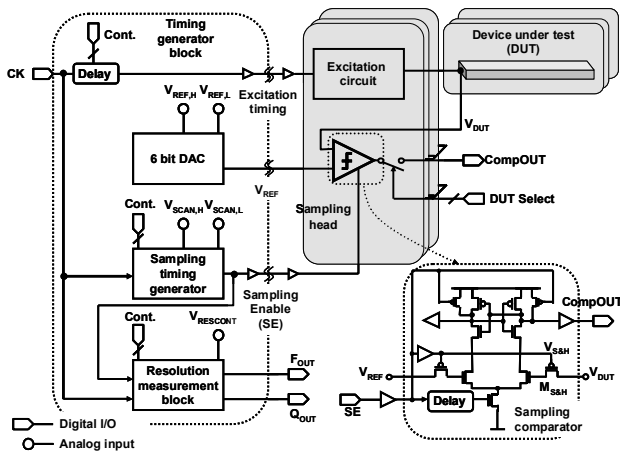 Timing
generator
block
Cont.
CK
Delay
Excitation
timing
Excitation
circuit
Device under test
(DUT)
V_REF,H V_REF,L
6 bit DAC
V_REF
V_DUT
CompOUT
DUT Select
Sampling
head
Cont.
V_SCAN,H V_SCAN,L
Sampling
timing
generator
Sampling
Enable
(SE)
Cont.
V_RESCONT
Resolution
measurement
block
F_OUT
Q_OUT
Digital I/O
Analog input
CompOUT
V_S&H
V_REF
V_DUT
M_S&H
SE
Delay
Sampling
comparator